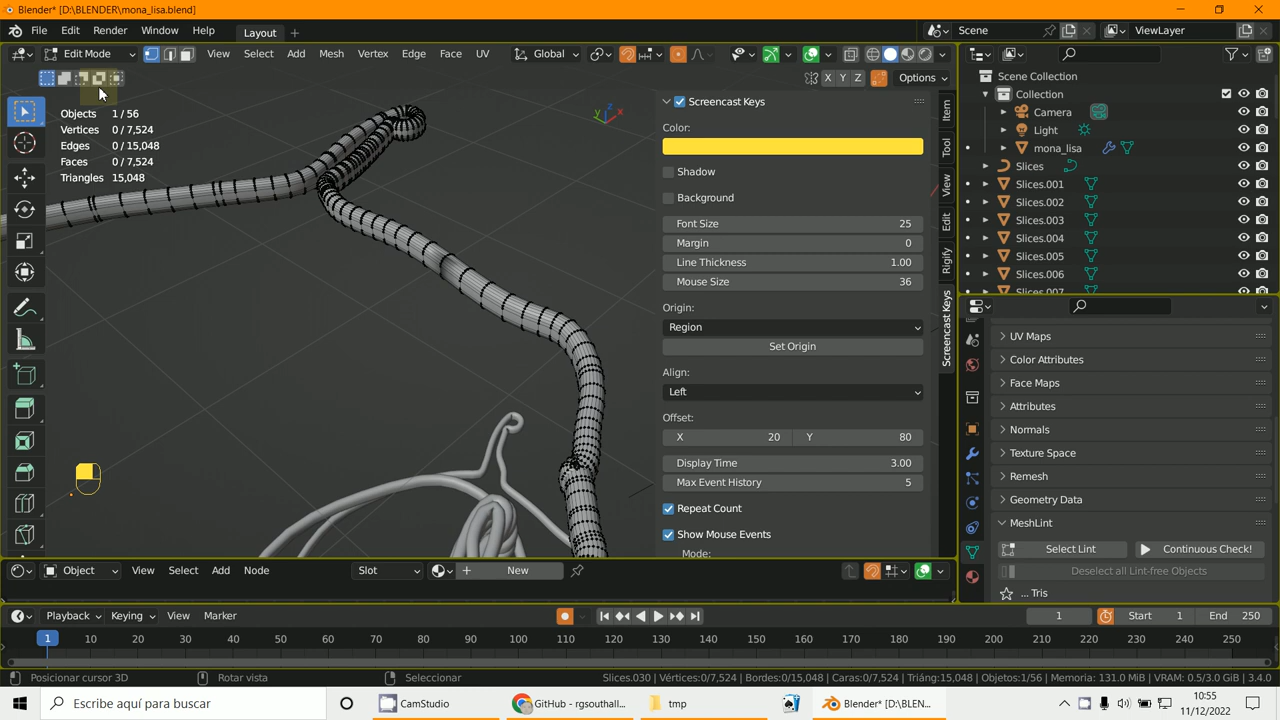 Blender* [D:\BLENDER\mona_lisa.blend]
File Edit Render Window Help Layout + Scene ViewLayer
Edit Mode View Select Add Mesh Vertex Edge Face UV Global
X Y Z Options
Objects 1 / 56
Vertices 0 / 7,524
Edges 0 / 15,048
Faces 0 / 7,524
Triangles 15,048
Screencast Keys
Color:
Shadow
Background
Font Size 25
Margin 0
Line Thickness 1.00
Mouse Size 36
Origin:
Region
Set Origin
Align:
Left
Offset:
X 20 Y 80
Display Time 3.00
Max Event History 5
Repeat Count
Show Mouse Events
Mode:
Item
Tool
View
Edit
Rigify
Screencast Keys
Scene Collection
Collection
Camera
Light
mona_lisa
Slices
Slices.001
Slices.002
Slices.003
Slices.004
Slices.005
Slices.006
Slices.007
UV Maps
Color Attributes
Face Maps
Attributes
Normals
Texture Space
Remesh
Geometry Data
MeshLint
Select Lint Continuous Check!
Deselect all Lint-free Objects
... Tris
Object View Select Add Node Slot New
Playback Keying View Marker 1 Start 1 End 250
1 10 20 30 40 50 60 70 80 90 100 110 120 130 140 150 160 170 180 190 200 210 220 230 240 250
Posicionar cursor 3D Rotar vista Seleccionar Slices.030 | Vértices:0/7,524 | Bordes:0/15,048 | Caras:0/7,524 | Triáng:15,048 | Objetos:1/56 | Memoria: 131.0 MiB | VRAM: 0.5/3.0 GiB | 3.4.0
Escribe aquí para buscar CamStudio GitHub - rgsouthall... tmp Blender* [D:\BLEN... 10:55
11/12/2022